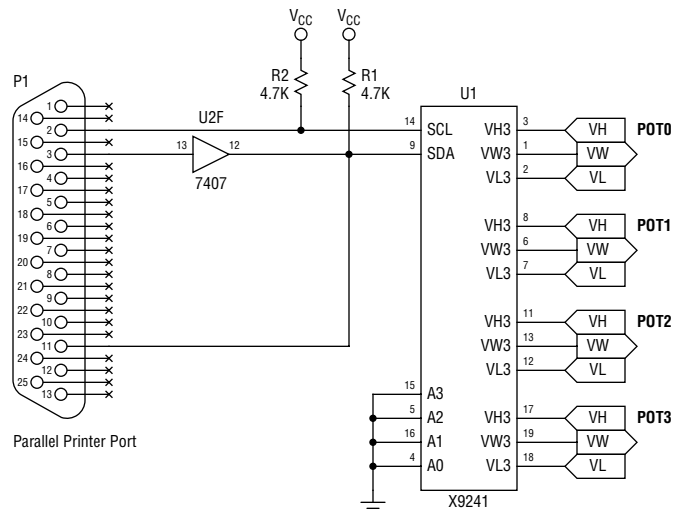 VCC VCC
P1
R2 4.7K
R1 4.7K
U1
U2F
7407
13 12
1
14
2
15
3
16
4
17
5
18
6
19
7
20
8
21
9
22
10
23
11
24
12
25
13
Parallel Printer Port
14 SCL
9 SDA
15 A3
5 A2
16 A1
4 A0
VH3 3 VH POT0
VW3 1 VW
VL3 2 VL
VH3 8 VH POT1
VW3 6 VW
VL3 7 VL
VH3 11 VH POT2
VW3 13 VW
VL3 12 VL
VH3 17 VH POT3
VW3 19 VW
VL3 18 VL
X9241